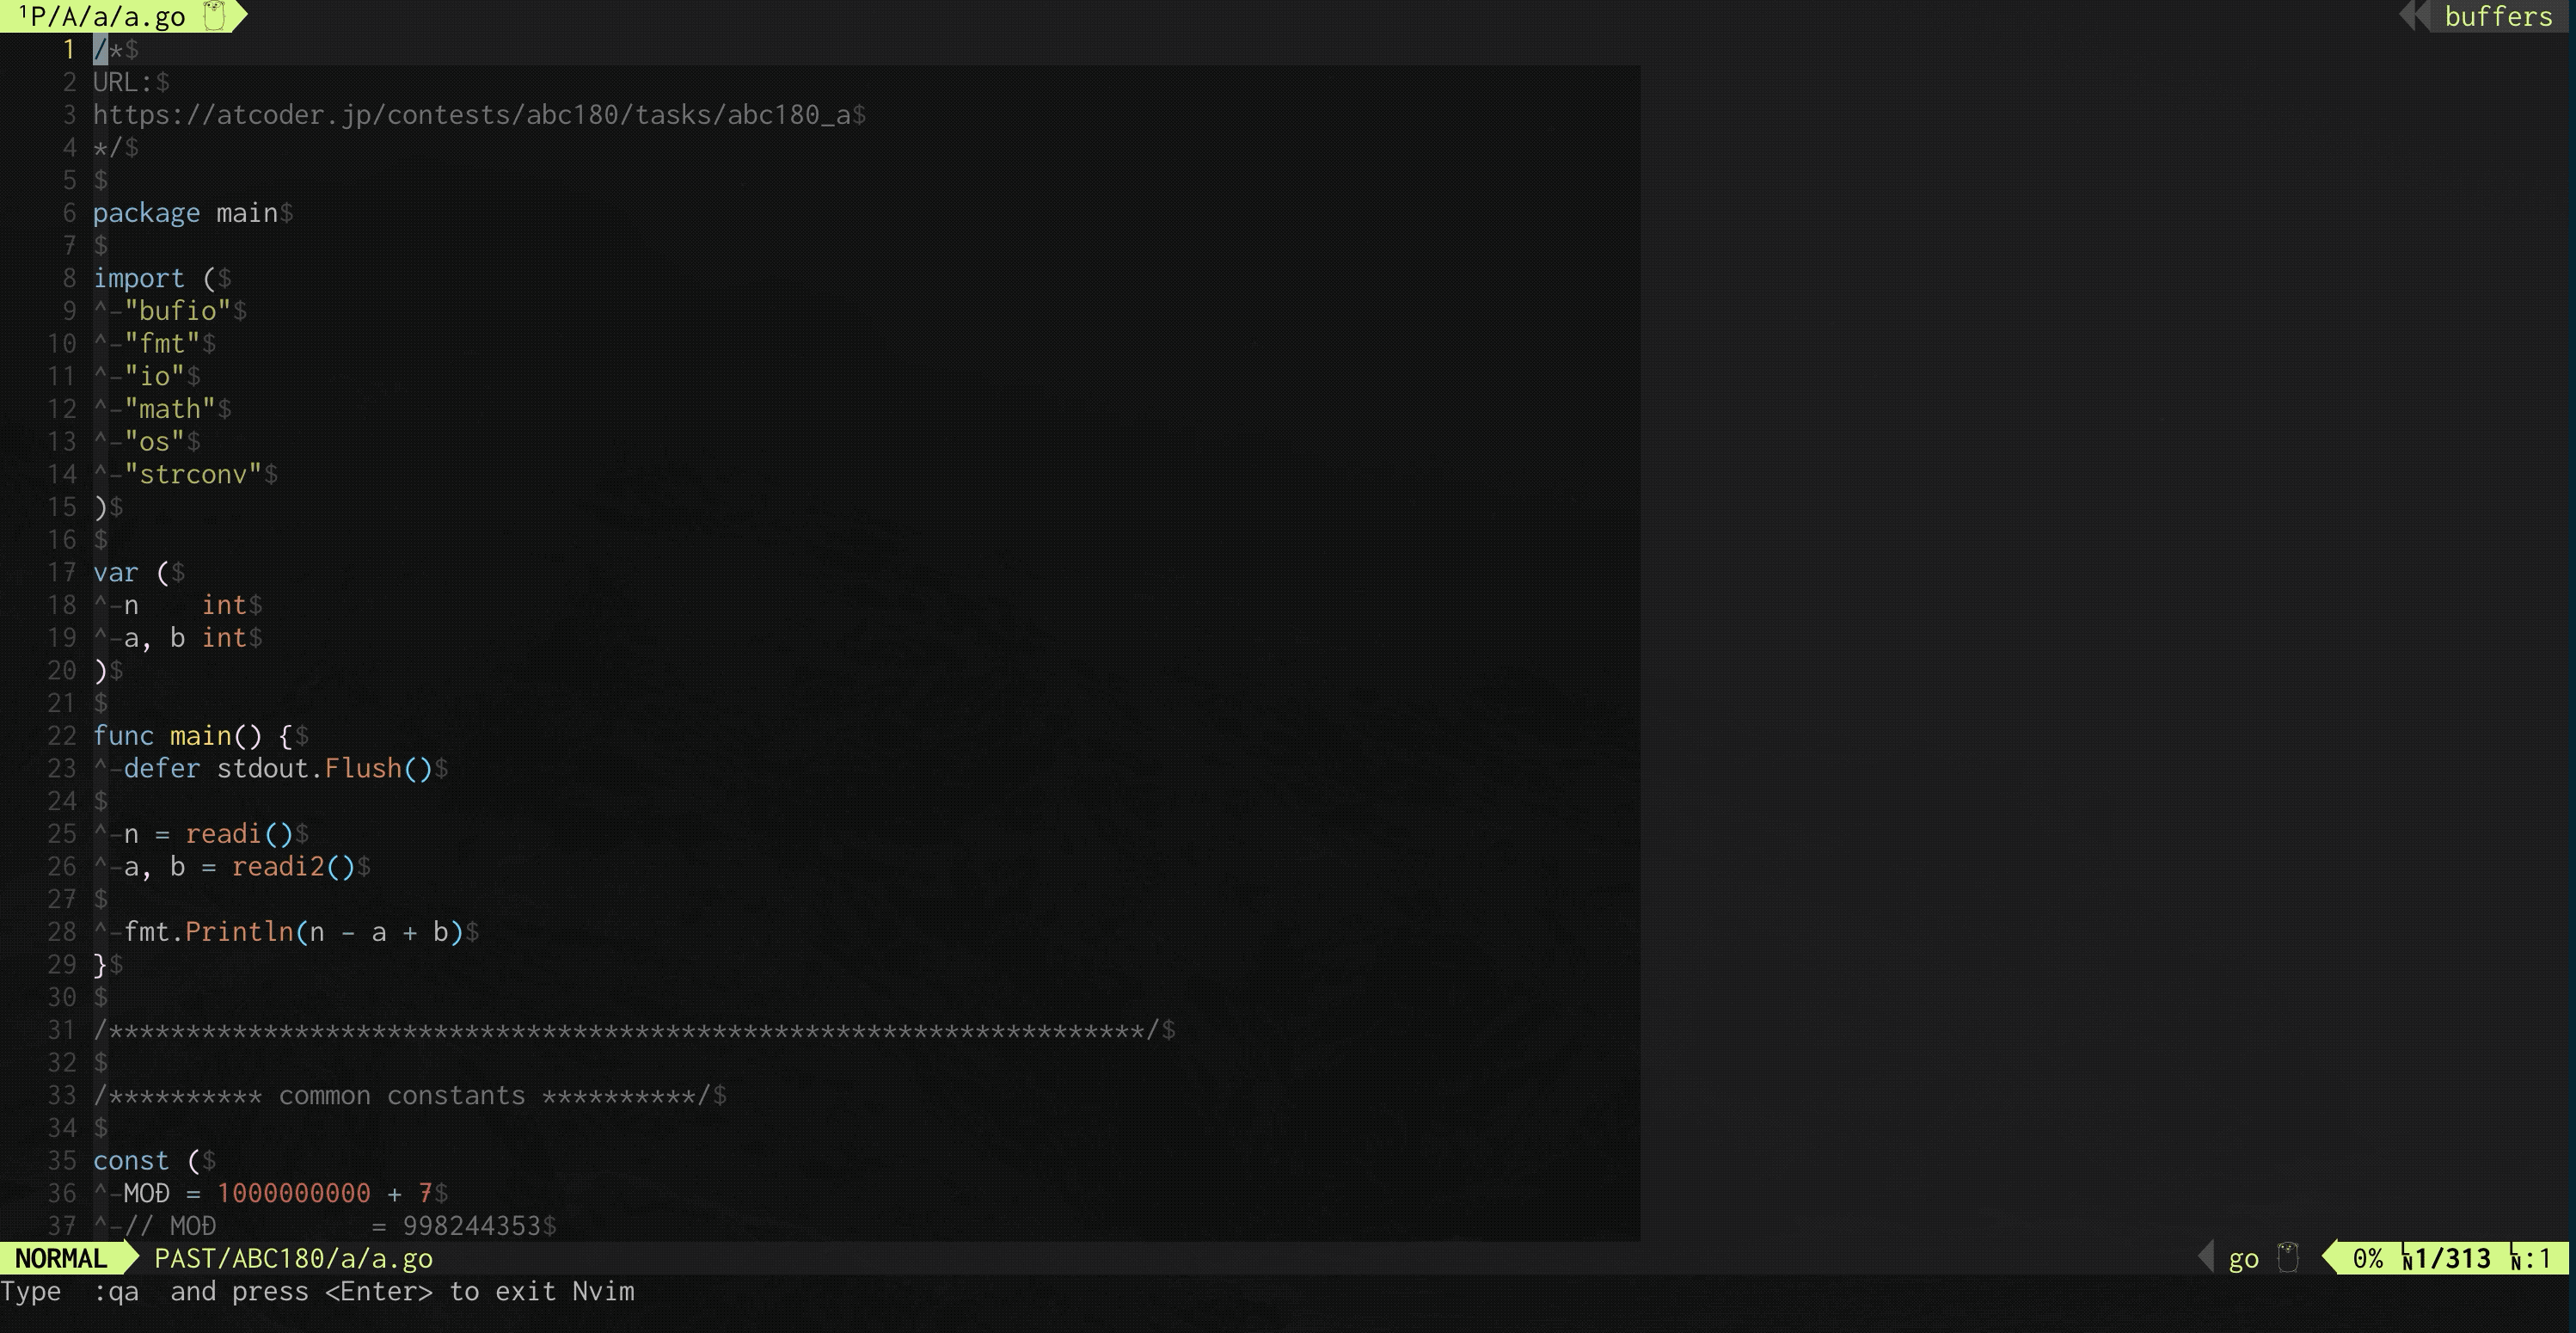 ¹P/A/a/a.go buffers
1 /*$
2 URL:$
3 https://atcoder.jp/contests/abc180/tasks/abc180_a$
4 */$
5 $
6 package main$
7 $
8 import ($
9 ^-"bufio"$
10 ^-"fmt"$
11 ^-"io"$
12 ^-"math"$
13 ^-"os"$
14 ^-"strconv"$
15 )$
16 $
17 var ($
18 ^-n    int$
19 ^-a, b int$
20 )$
21 $
22 func main() {$
23 ^-defer stdout.Flush()$
24 $
25 ^-n = readi()$
26 ^-a, b = readi2()$
27 $
28 ^-fmt.Println(n - a + b)$
29 }$
30 $
31 /*******************************************************************/$
32 $
33 /********** common constants **********/$
34 $
35 const ($
36 ^-MOD = 1000000000 + 7$
37 ^-// MOD          = 998244353$
NORMAL PAST/ABC180/a/a.go go 0% ㏑1/313 ㏑:1
Type  :qa  and press <Enter> to exit Nvim